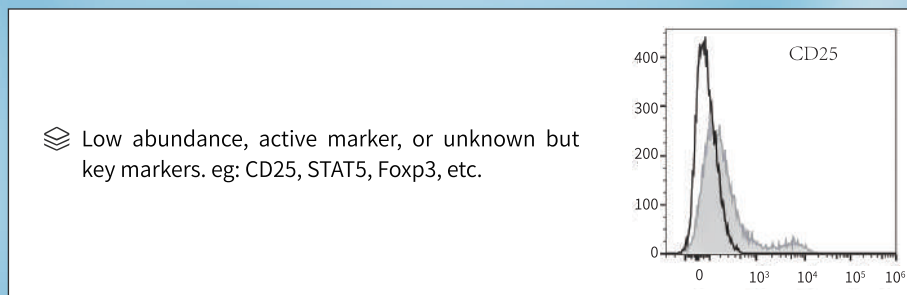 Low abundance, active marker, or unknown but
key markers. eg: CD25, STAT5, Foxp3, etc.
CD25
400
300
200
100
0
0 10³ 10⁴ 10⁵ 10⁶